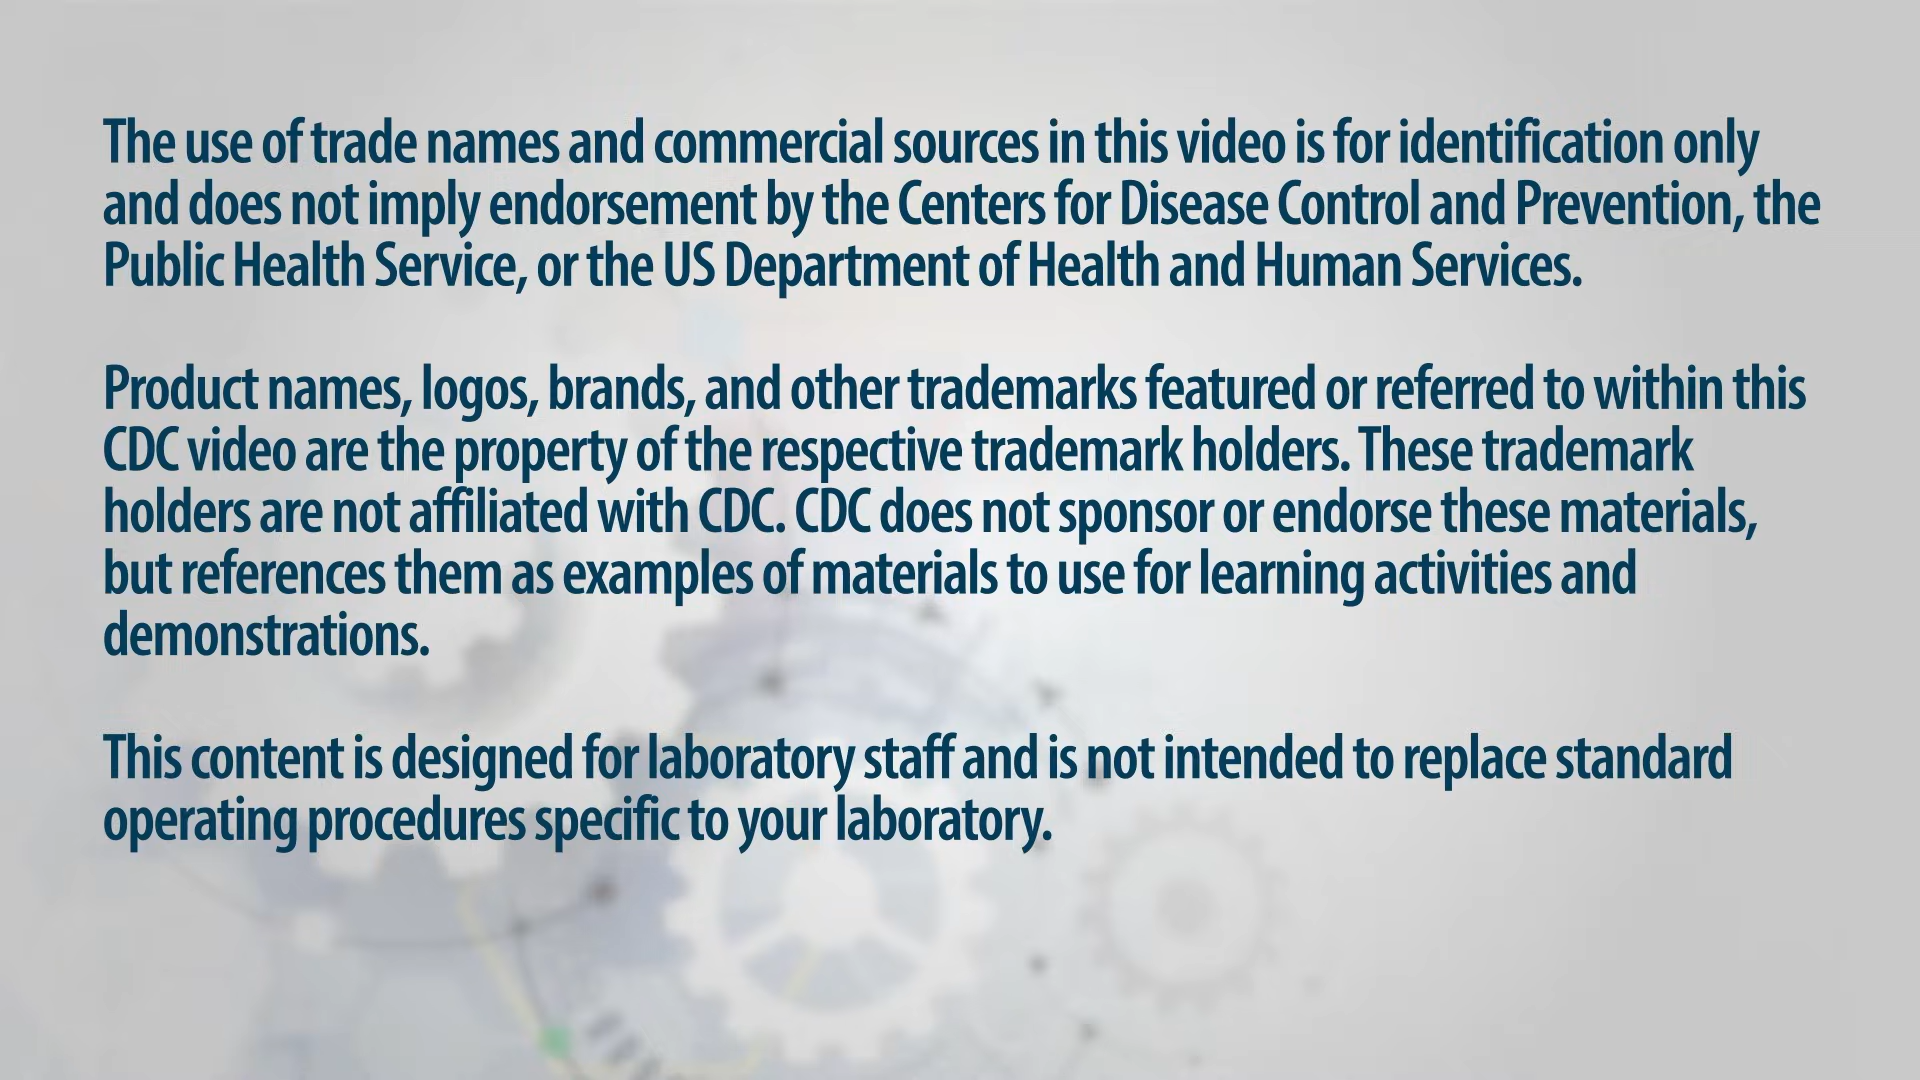 The use of trade names and commercial sources in this video is for identification only
and does not imply endorsement by the Centers for Disease Control and Prevention, the
Public Health Service, or the US Department of Health and Human Services.
Product names, logos, brands, and other trademarks featured or referred to within this
CDC video are the property of the respective trademark holders. These trademark
holders are not affiliated with CDC. CDC does not sponsor or endorse these materials,
but references them as examples of materials to use for learning activities and
demonstrations.
This content is designed for laboratory staff and is not intended to replace standard
operating procedures specific to your laboratory.